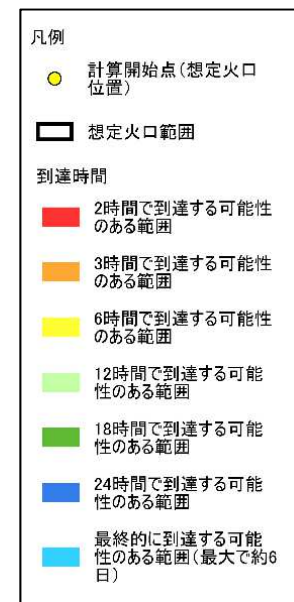 凡例
計算開始点(想定火口
位置)
想定火口範囲
到達時間
2時間で到達する可能性
のある範囲
3時間で到達する可能性
のある範囲
6時間で到達する可能性
のある範囲
12時間で到達する可能
性のある範囲
18時間で到達する可能
性のある範囲
24時間で到達する可能
性のある範囲
最終的に到達する可能
性のある範囲(最大で約6
日)